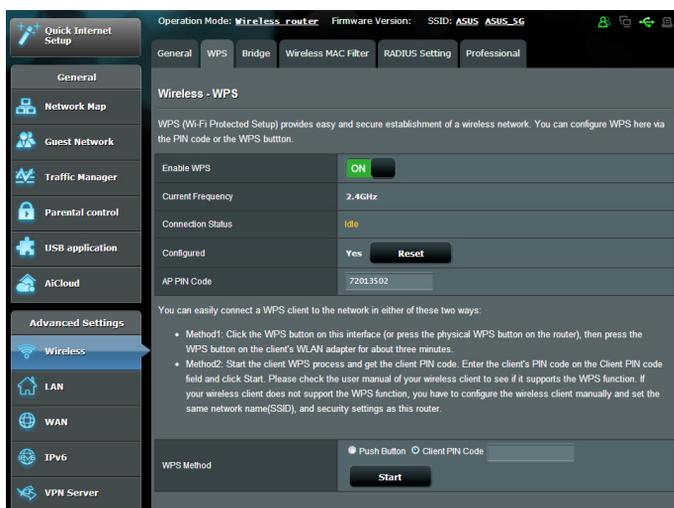 Quick Internet
Setup
Operation Mode: Wireless router Firmware Version: SSID: ASUS ASUS_5G
General WPS Bridge Wireless MAC Filter RADIUS Setting Professional
General
Network Map
Guest Network
Traffic Manager
Parental control
USB application
AiCloud
Advanced Settings
Wireless
LAN
WAN
IPv6
VPN Server
Wireless - WPS
WPS (Wi-Fi Protected Setup) provides easy and secure establishment of a wireless network. You can configure WPS here via
the PIN code or the WPS buttton.
Enable WPS ON
Current Frequency 2.4GHz
Connection Status Idle
Configured Yes Reset
AP PIN Code 72013502
You can easily connect a WPS client to the network in either of these two ways:
• Method1: Click the WPS button on this interface (or press the physical WPS button on the router), then press the
WPS button on the client's WLAN adapter for about three minutes.
• Method2: Start the client WPS process and get the client PIN code. Enter the client's PIN code on the Client PIN code
field and click Start. Please check the user manual of your wireless client to see if it supports the WPS function. If
your wireless client does not support the WPS function, you have to configure the wireless client manually and set the
same network name(SSID), and security settings as this router.
WPS Method Push Button Client PIN Code
Start